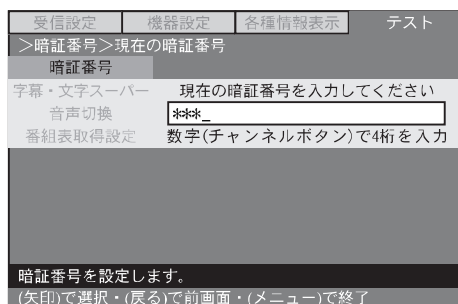 受信設定 機器設定 各種情報表示 テスト
＞暗証番号＞現在の暗証番号
暗証番号
字幕・文字スーパー 現在の暗証番号を入力してください
音声切換 ***_
番組表取得設定 数字(チャンネルボタン)で4桁を入力
暗証番号を設定します。
(矢印)で選択・(戻る)で前画面・(メニュー)で終了